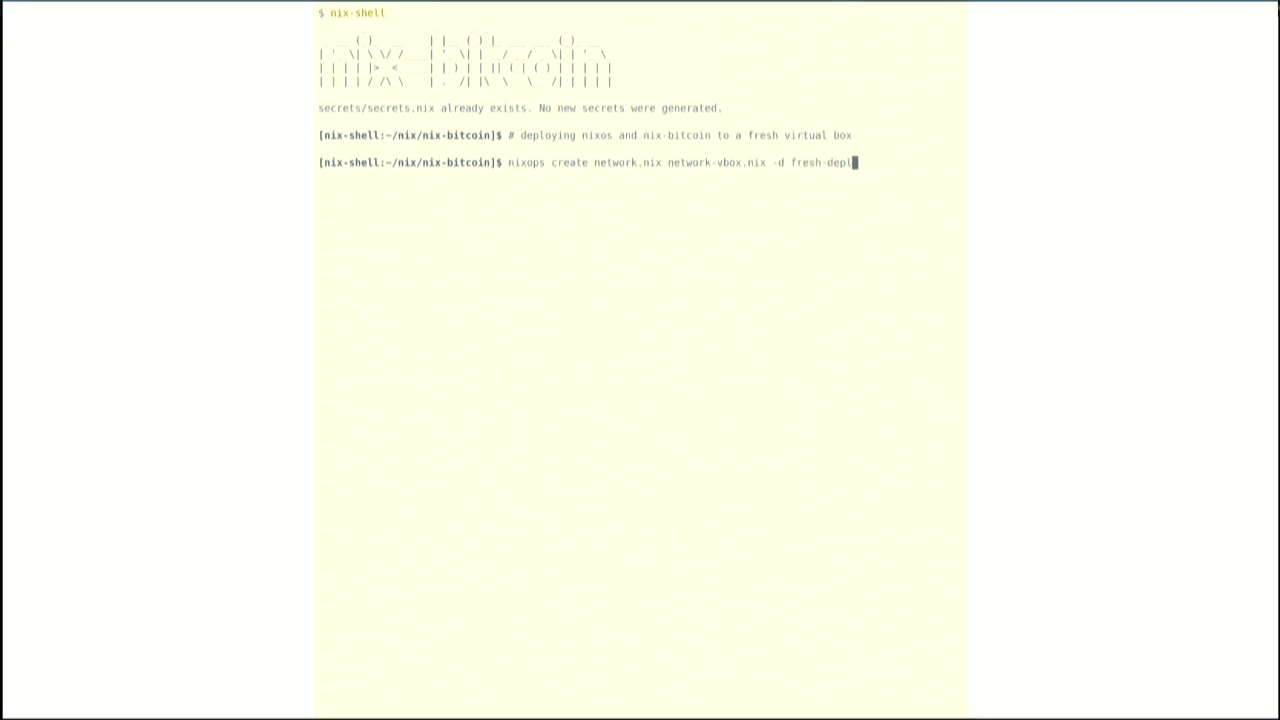 $ nix-shell
nix-bitcoin
secrets/secrets.nix already exists. No new secrets were generated.
[nix-shell:~/nix/nix-bitcoin]$ # deploying nixos and nix-bitcoin to a fresh virtual box
[nix-shell:~/nix/nix-bitcoin]$ nixops create network.nix network-vbox.nix -d fresh-depl